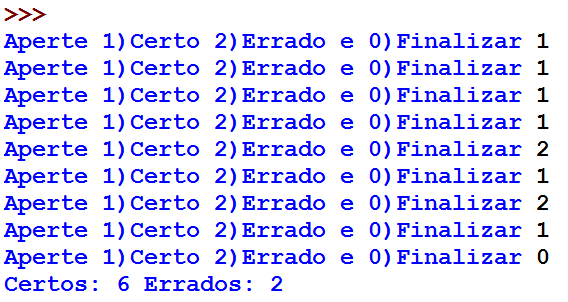 >>>
Aperte 1)Certo 2)Errado e 0)Finalizar 1
Aperte 1)Certo 2)Errado e 0)Finalizar 1
Aperte 1)Certo 2)Errado e 0)Finalizar 1
Aperte 1)Certo 2)Errado e 0)Finalizar 1
Aperte 1)Certo 2)Errado e 0)Finalizar 2
Aperte 1)Certo 2)Errado e 0)Finalizar 1
Aperte 1)Certo 2)Errado e 0)Finalizar 2
Aperte 1)Certo 2)Errado e 0)Finalizar 1
Aperte 1)Certo 2)Errado e 0)Finalizar 0
Certos: 6 Errados: 2